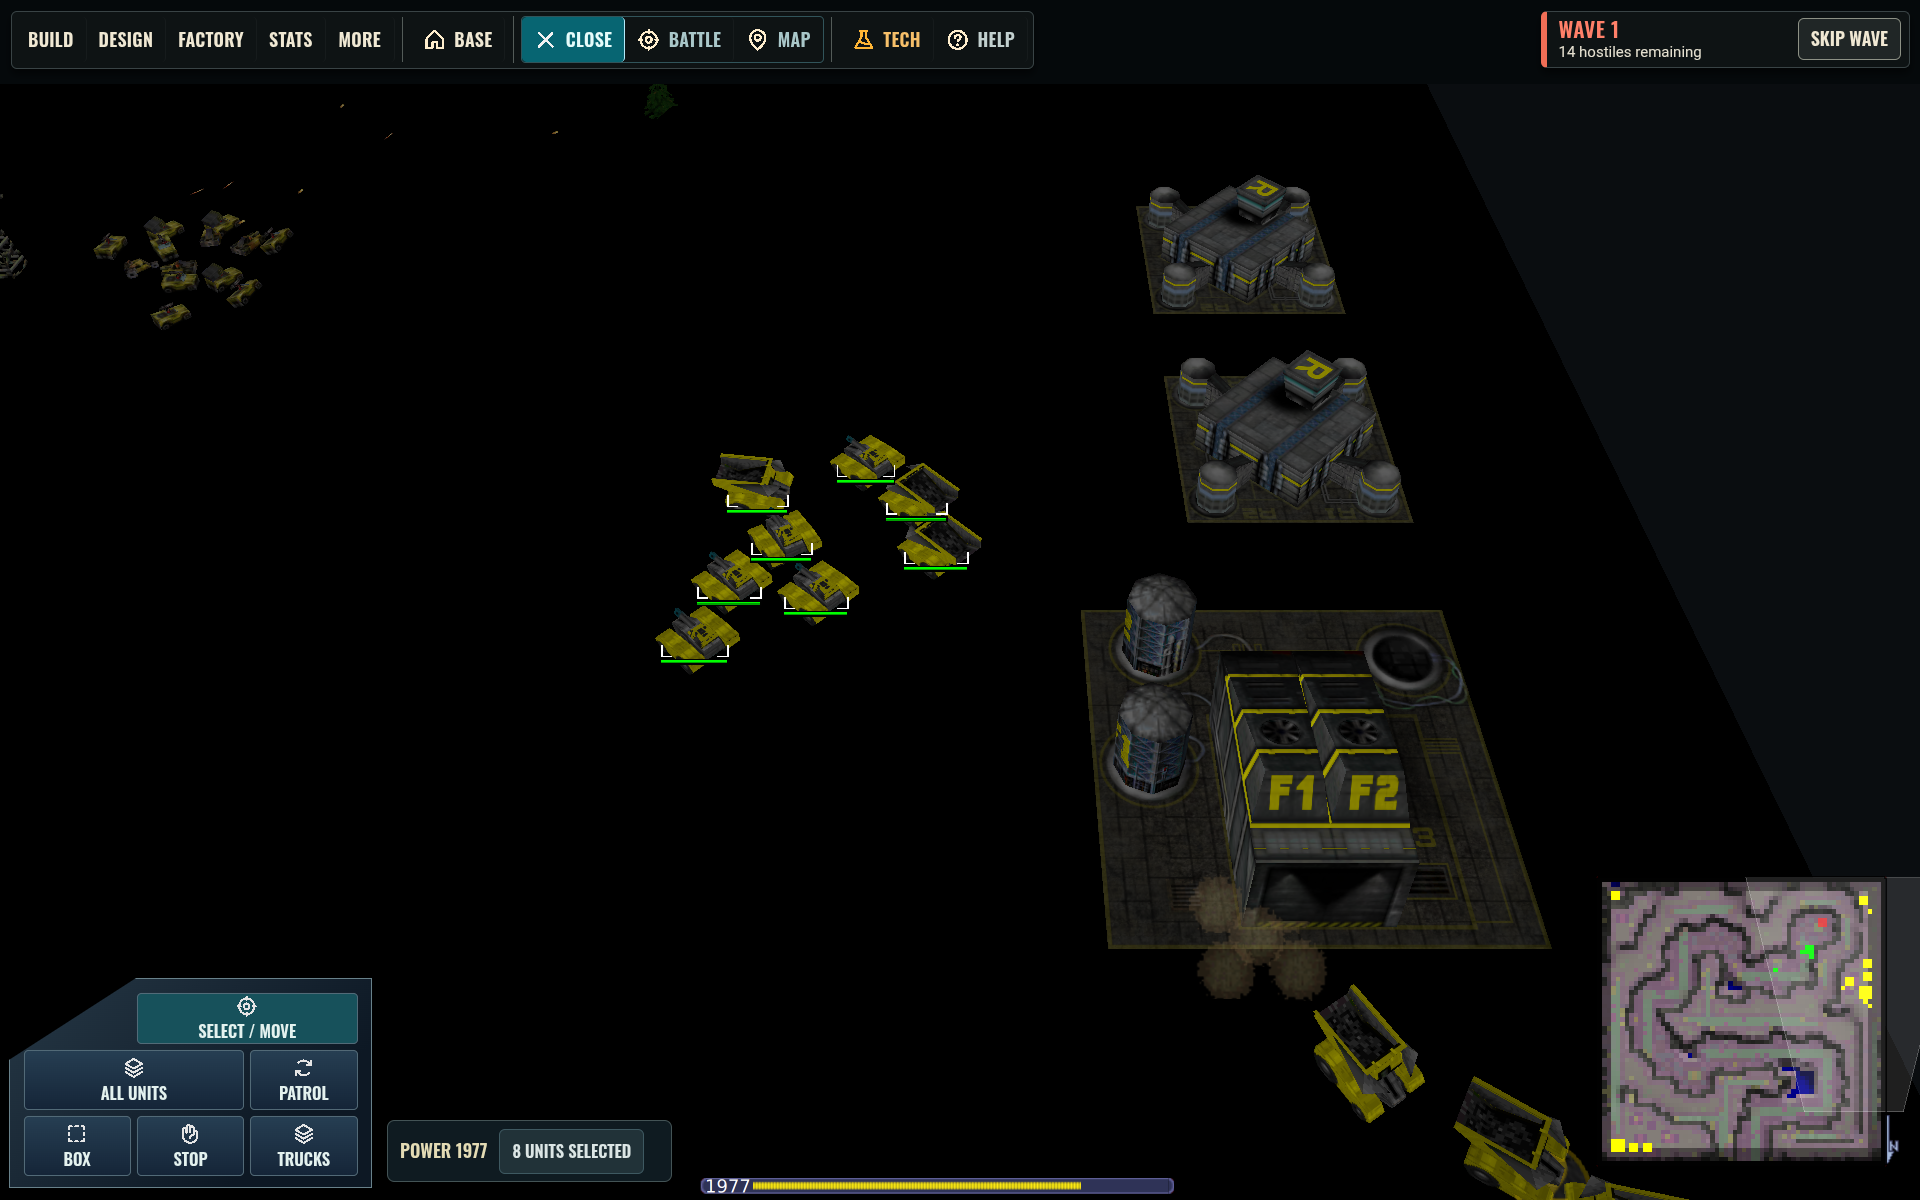 BUILD DESIGN FACTORY STATS MORE BASE CLOSE BATTLE MAP TECH HELP
WAVE 1
14 hostiles remaining
SKIP WAVE
R
R
F1 F2
3
SELECT / MOVE
ALL UNITS PATROL
BOX STOP TRUCKS
POWER 1977 8 UNITS SELECTED
1977
N